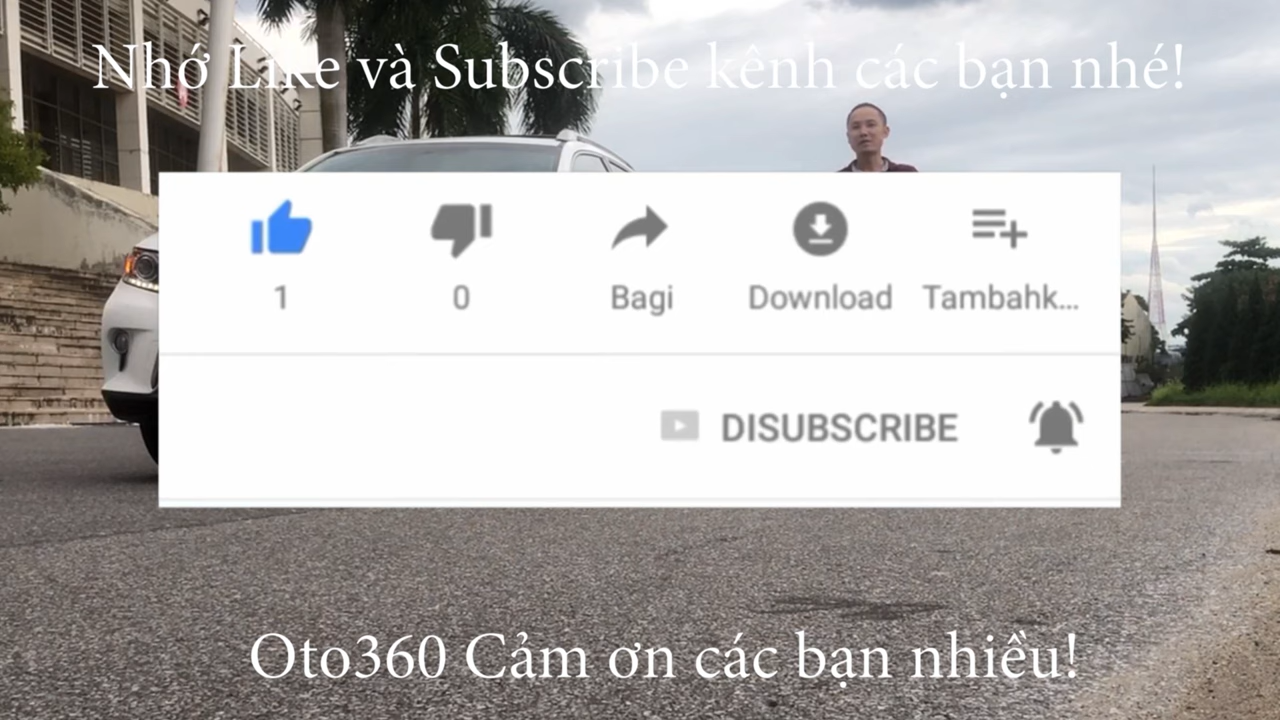 Nhớ Like và Subscribe kênh các bạn nhé!
1
0
Bagi
Download
Tambahk...
DISUBSCRIBE
Oto360 Cảm ơn các bạn nhiều!